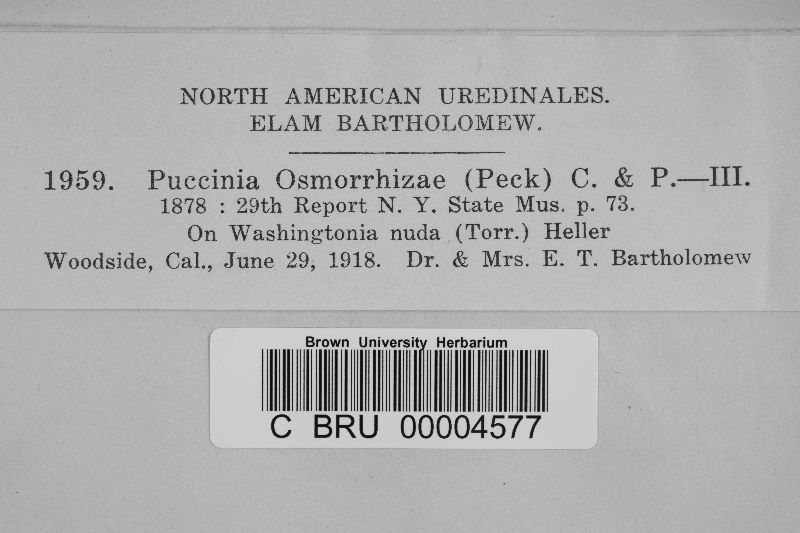 NORTH AMERICAN UREDINALES.
ELAM BARTHOLOMEW.
1959. Puccinia Osmorrhizae (Peck) C. & P.—III.
1878 : 29th Report N. Y. State Mus. p. 73.
On Washingtonia nuda (Torr.) Heller
Woodside, Cal., June 29, 1918. Dr. & Mrs. E. T. Bartholomew
Brown University Herbarium
C BRU 00004577